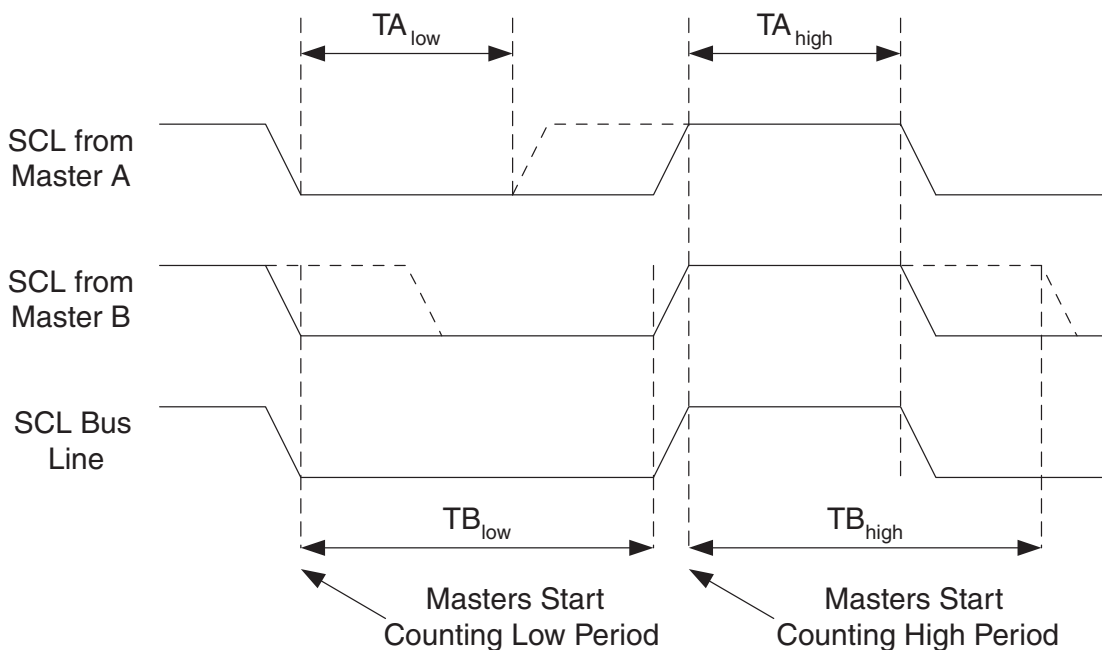 TA low
TA high
SCL from
Master A
SCL from
Master B
SCL Bus
Line
TB low
TB high
Masters Start
Counting Low Period
Masters Start
Counting High Period